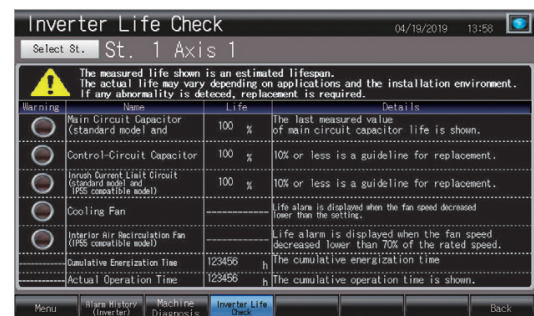 Inverter Life Check
04/19/2019 13:58
Select St. St. 1 Axis 1
The measured life shown is an estimated lifespan.
The actual life may vary depending on applications and the installation environment.
If any abnormality is deteced, replacement is required.
Warning Name Life Details
Main Circuit Capacitor
(standard model and
100 %
The last measured value
of main circuit capacitor life is shown.
Control-Circuit Capacitor 100 % 10% or less is a guideline for replacement.
Inrush Current Limit Circuit
(standard model and
IP55 compatible model)
100 % 10% or less is a guideline for replacement.
Cooling Fan
--------------
Life alarm is displayed when the fan speed decreased
lower than the setting.
Interior Air Recirculation Fan
(IP55 compatible model)
--------------
Life alarm is displayed when the fan speed
decreased lower than 70% of the rated speed.
---------- Cumulative Energization Time 123456 h The cumulative energization time
---------- Actual Operation Time 123456 h The cumulative operation time is shown.
Menu
Alarm History
(Inverter)
Machine
Diagnosis
Inverter Life
Check
Back